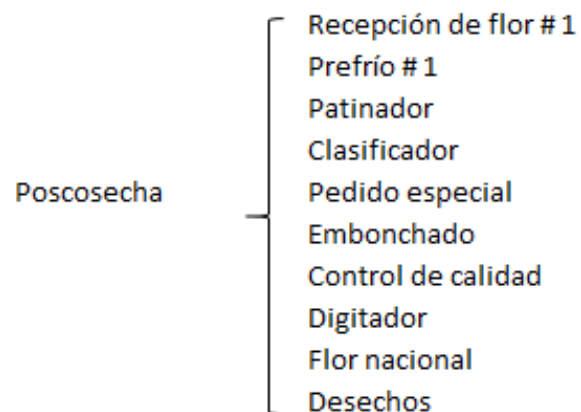 Recepción de flor # 1
Prefrío # 1
Patinador
Clasificador
Poscosecha
Pedido especial
Embonchado
Control de calidad
Digitador
Flor nacional
Desechos